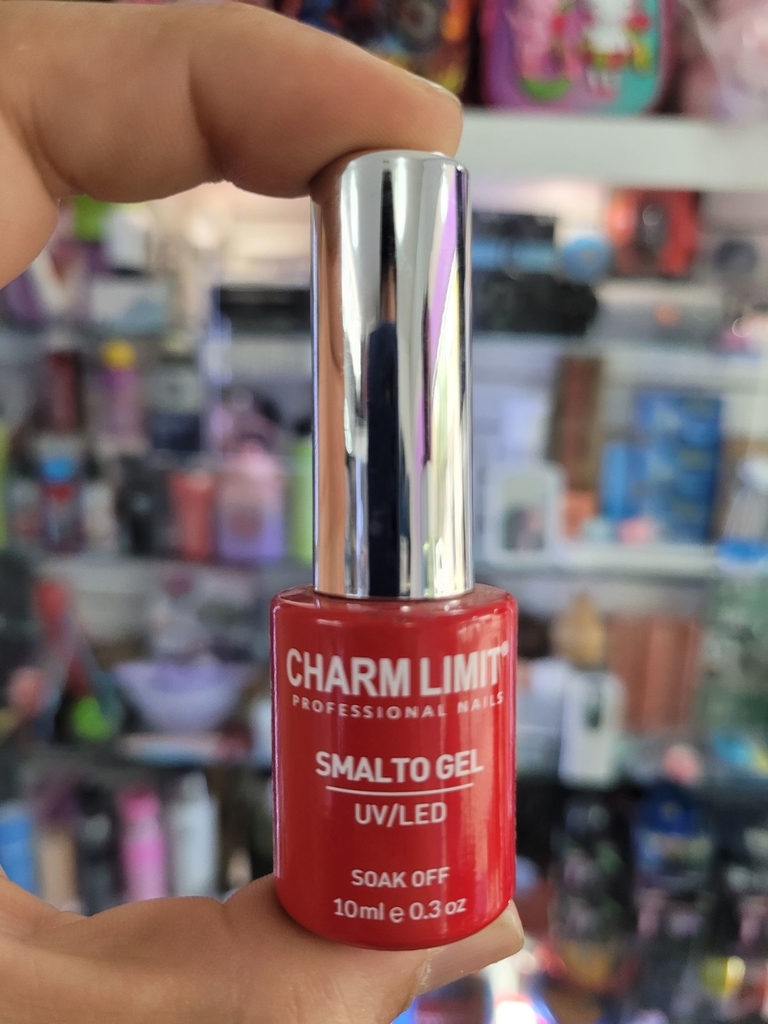 CHARM LIMIT®
PROFESSIONAL NAILS
SMALTO GEL
UV/LED
SOAK OFF
10ml e 0.3 oz